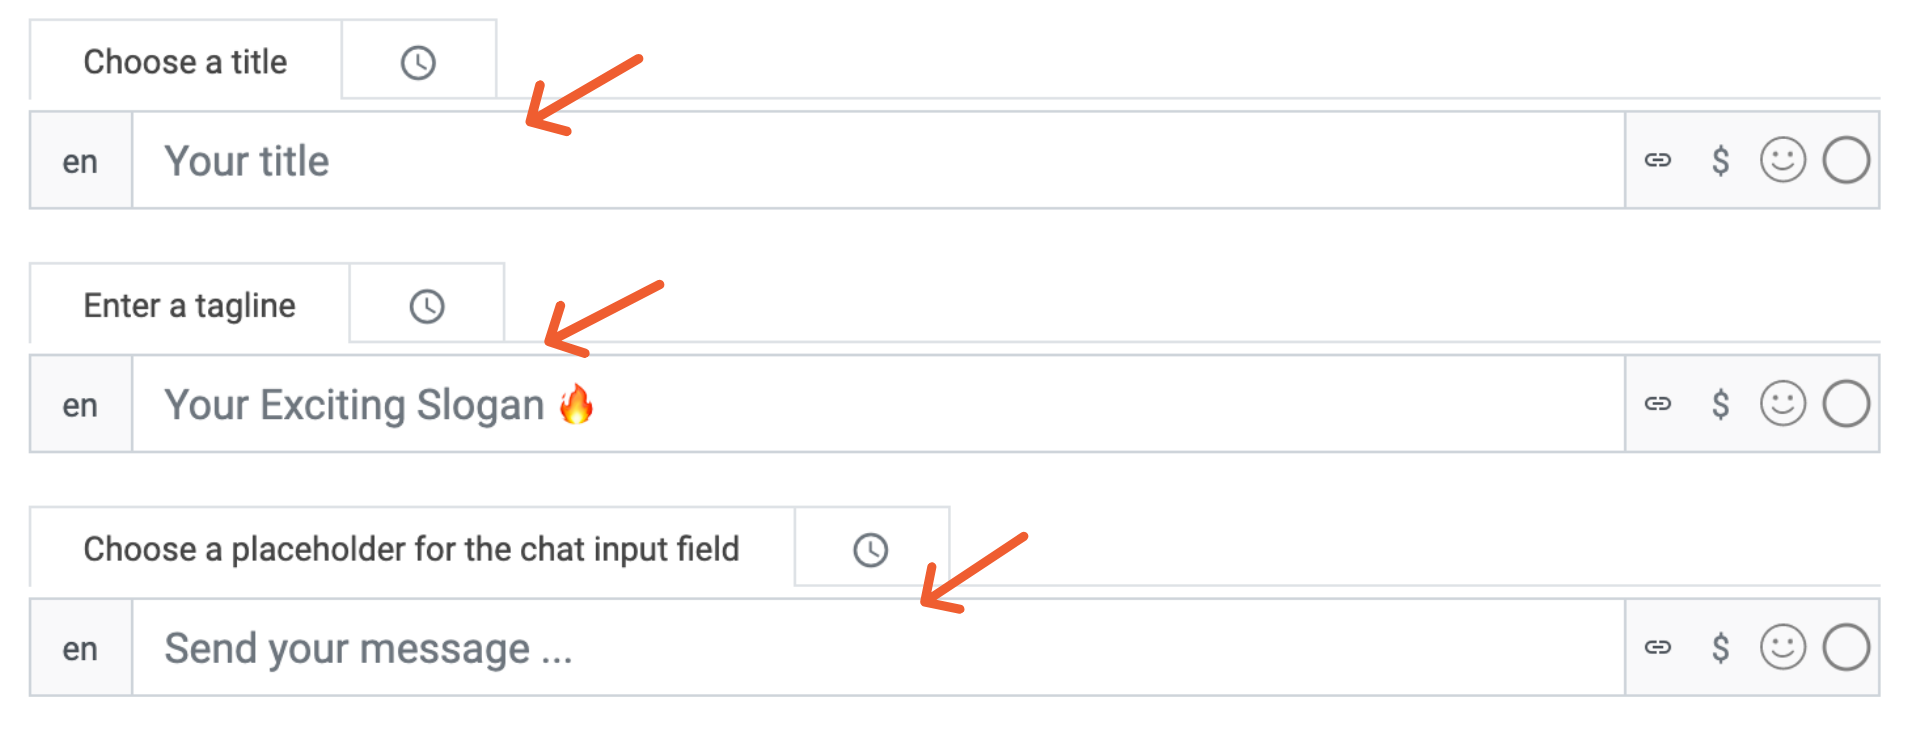 Choose a title
en Your title $
Enter a tagline
en Your Exciting Slogan 🔥 $
Choose a placeholder for the chat input field
en Send your message ... $